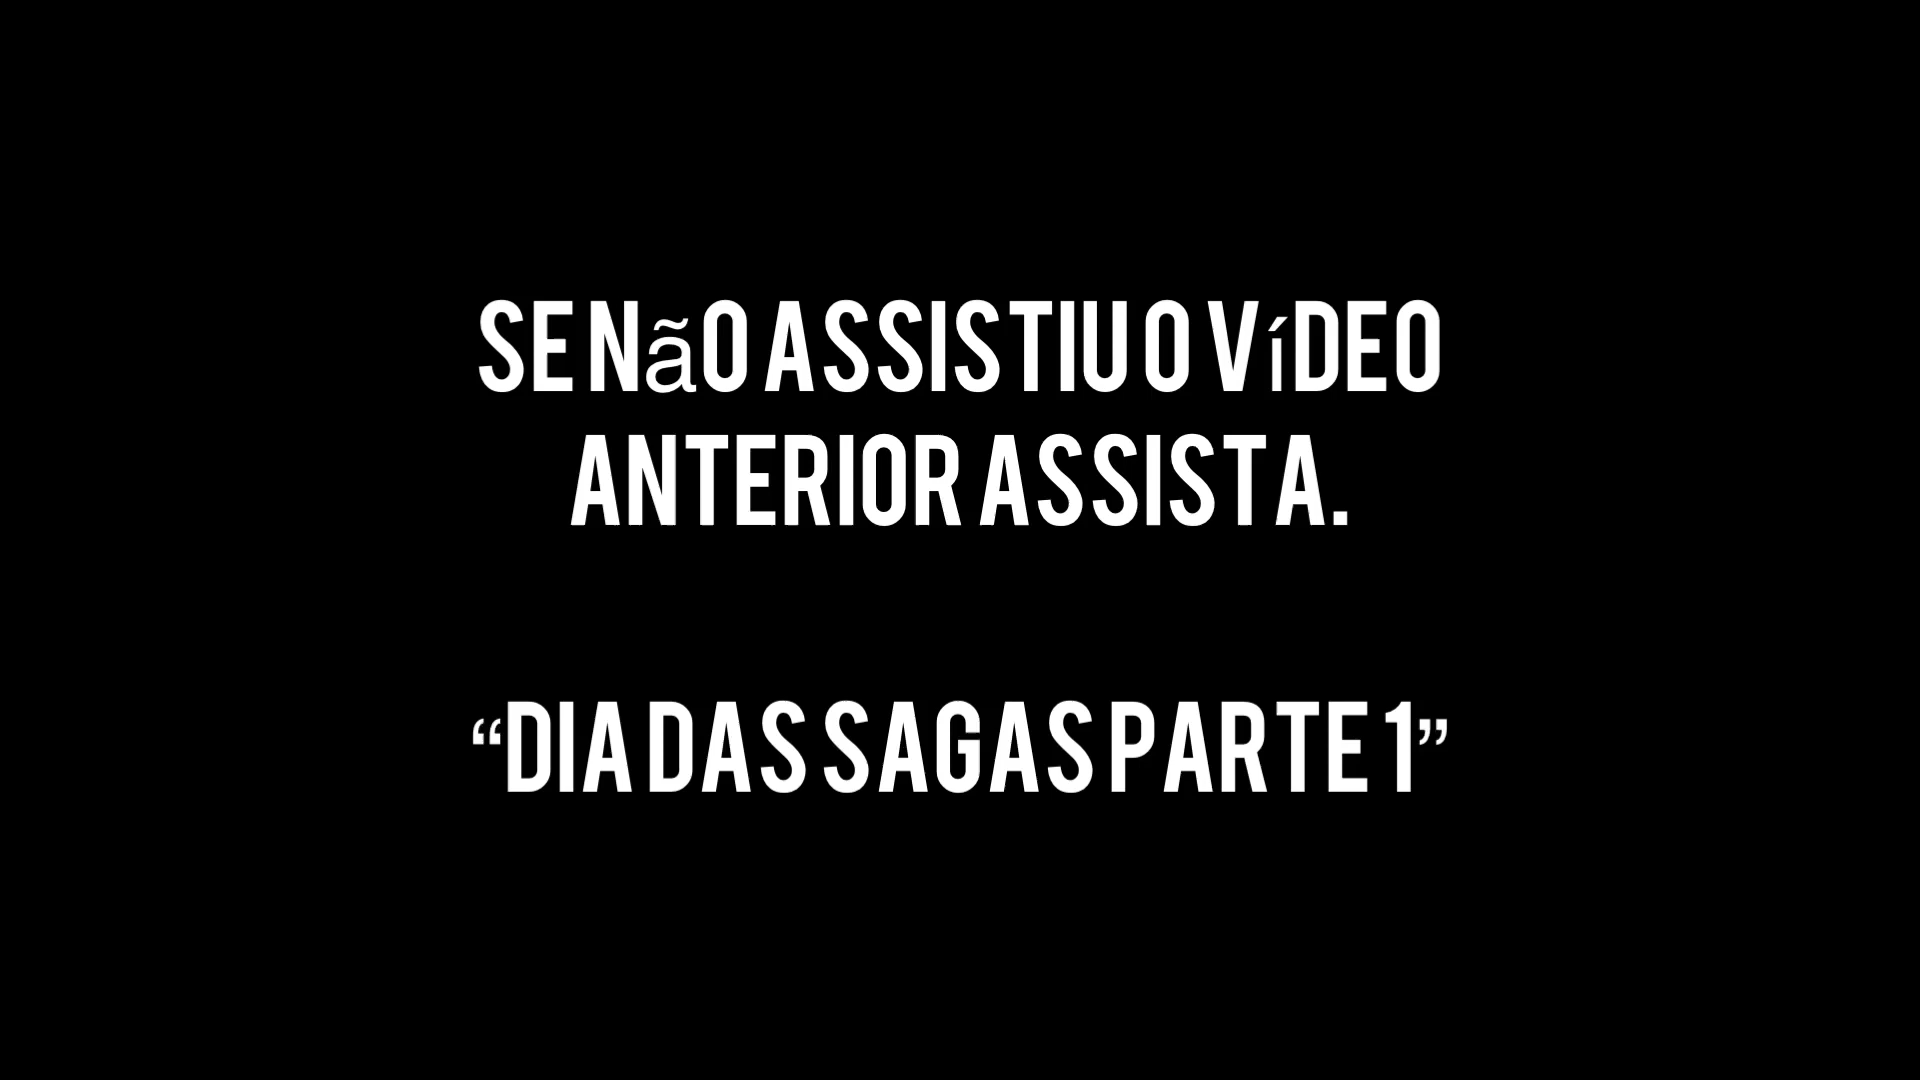 SE NãO ASSISTIU O VíDEO
ANTERIOR ASSISTA.
“DIA DAS SAGAS PARTE 1”